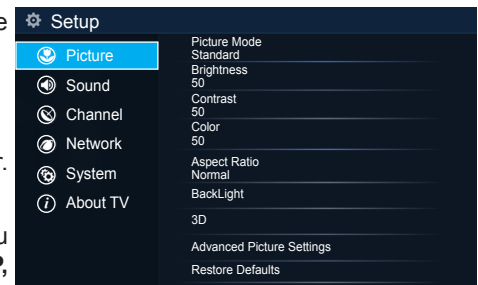 e
r.
u
P,
Setup
Picture
Sound
Channel
Network
System
About TV
Picture Mode
Standard
Brightness
50
Contrast
50
Color
50
Aspect Ratio
Normal
BackLight
3D
Advanced Picture Settings
Restore Defaults